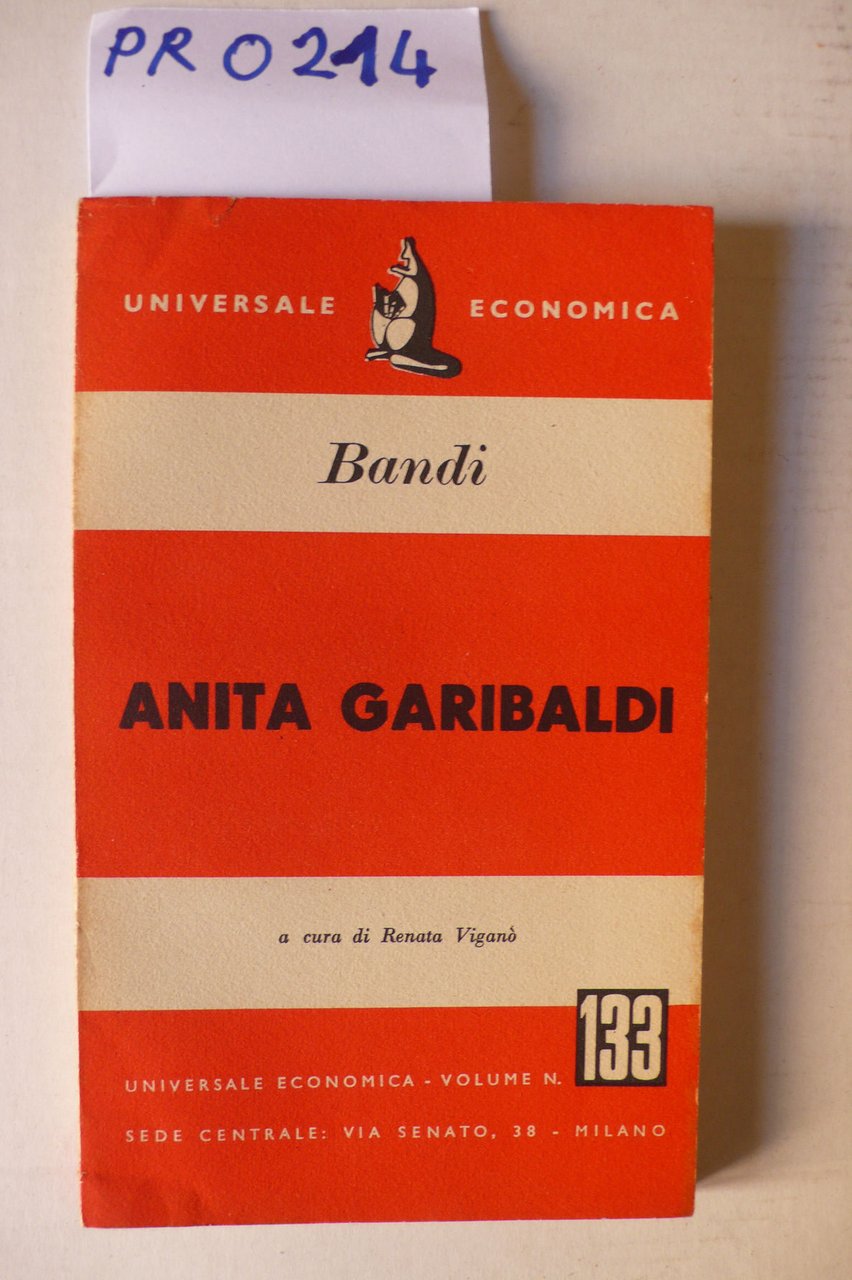 PR 0214
UNIVERSALE ECONOMICA
Bandi
ANITA GARIBALDI
a cura di Renata Viganò
133
UNIVERSALE ECONOMICA - VOLUME N.
SEDE CENTRALE: VIA SENATO, 38 - MILANO